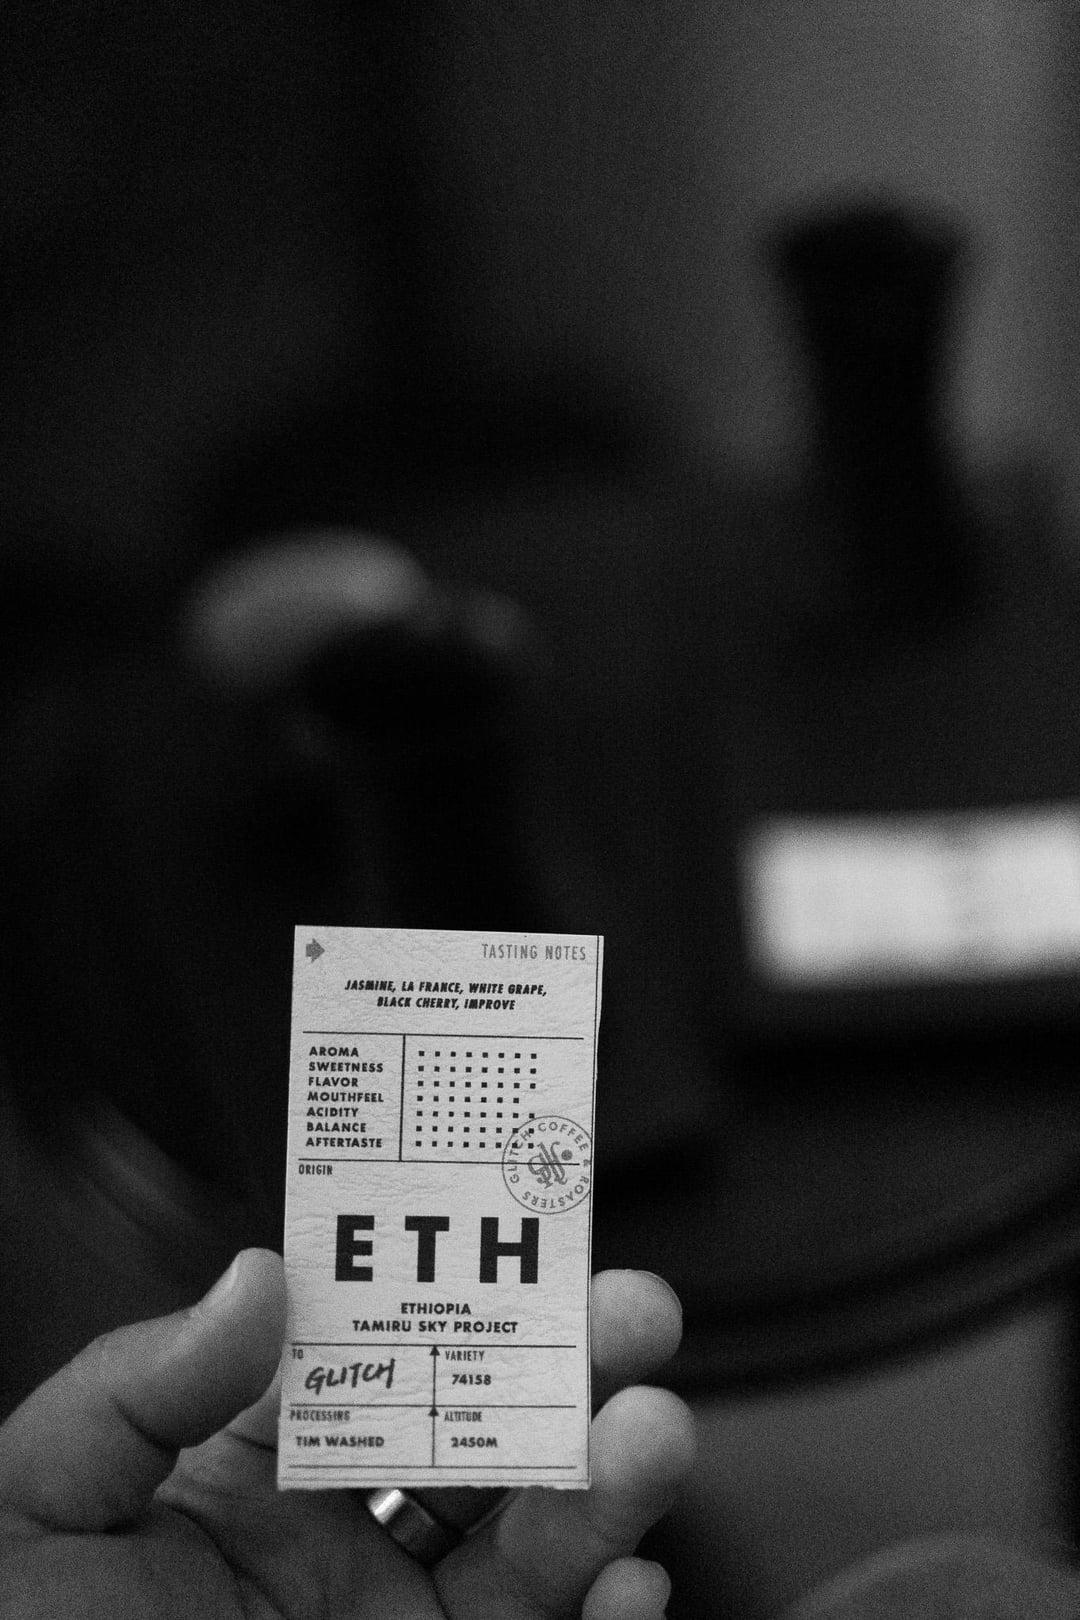 TASTING NOTES
JASMINE, LA FRANCE, WHITE GRAPE,
BLACK CHERRY, IMPROVE
AROMA
SWEETNESS
FLAVOR
MOUTHFEEL
ACIDITY
BALANCE
AFTERTASTE
GLITCH COFFEE & ROASTERS
ORIGIN
ETH
ETHIOPIA
TAMIRU SKY PROJECT
TO
GLITCH
VARIETY
74158
PROCESSING
TIM WASHED
ALTITUDE
2450M